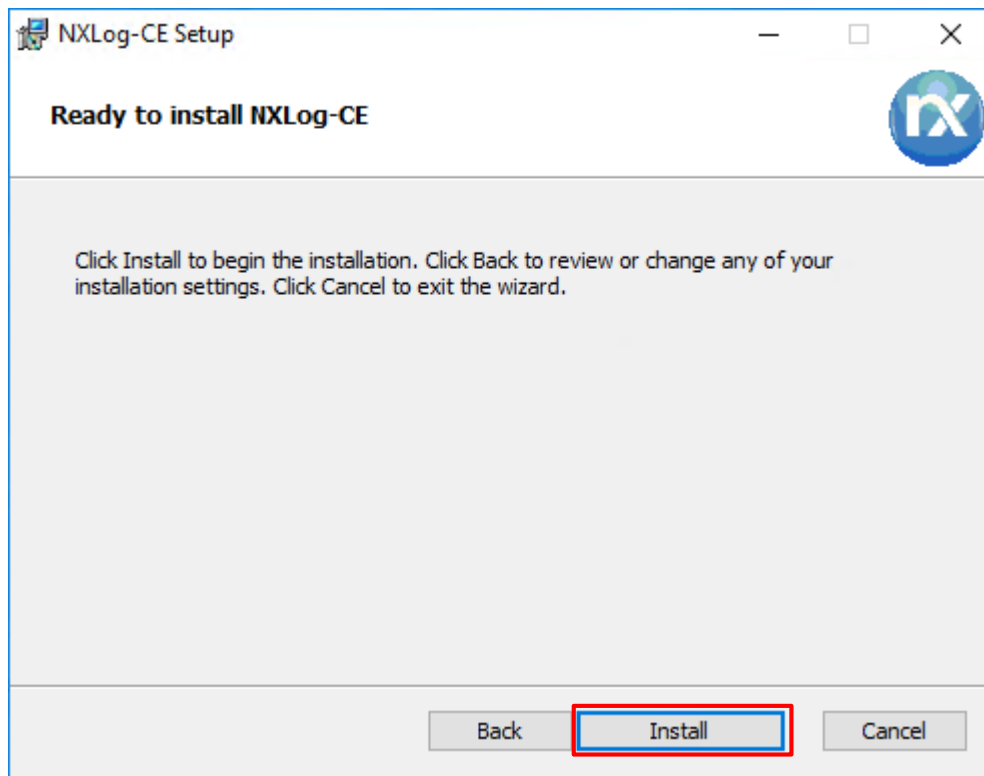 NXLog-CE Setup
Ready to install NXLog-CE
nx
Click Install to begin the installation. Click Back to review or change any of your
installation settings. Click Cancel to exit the wizard.
Back Install Cancel